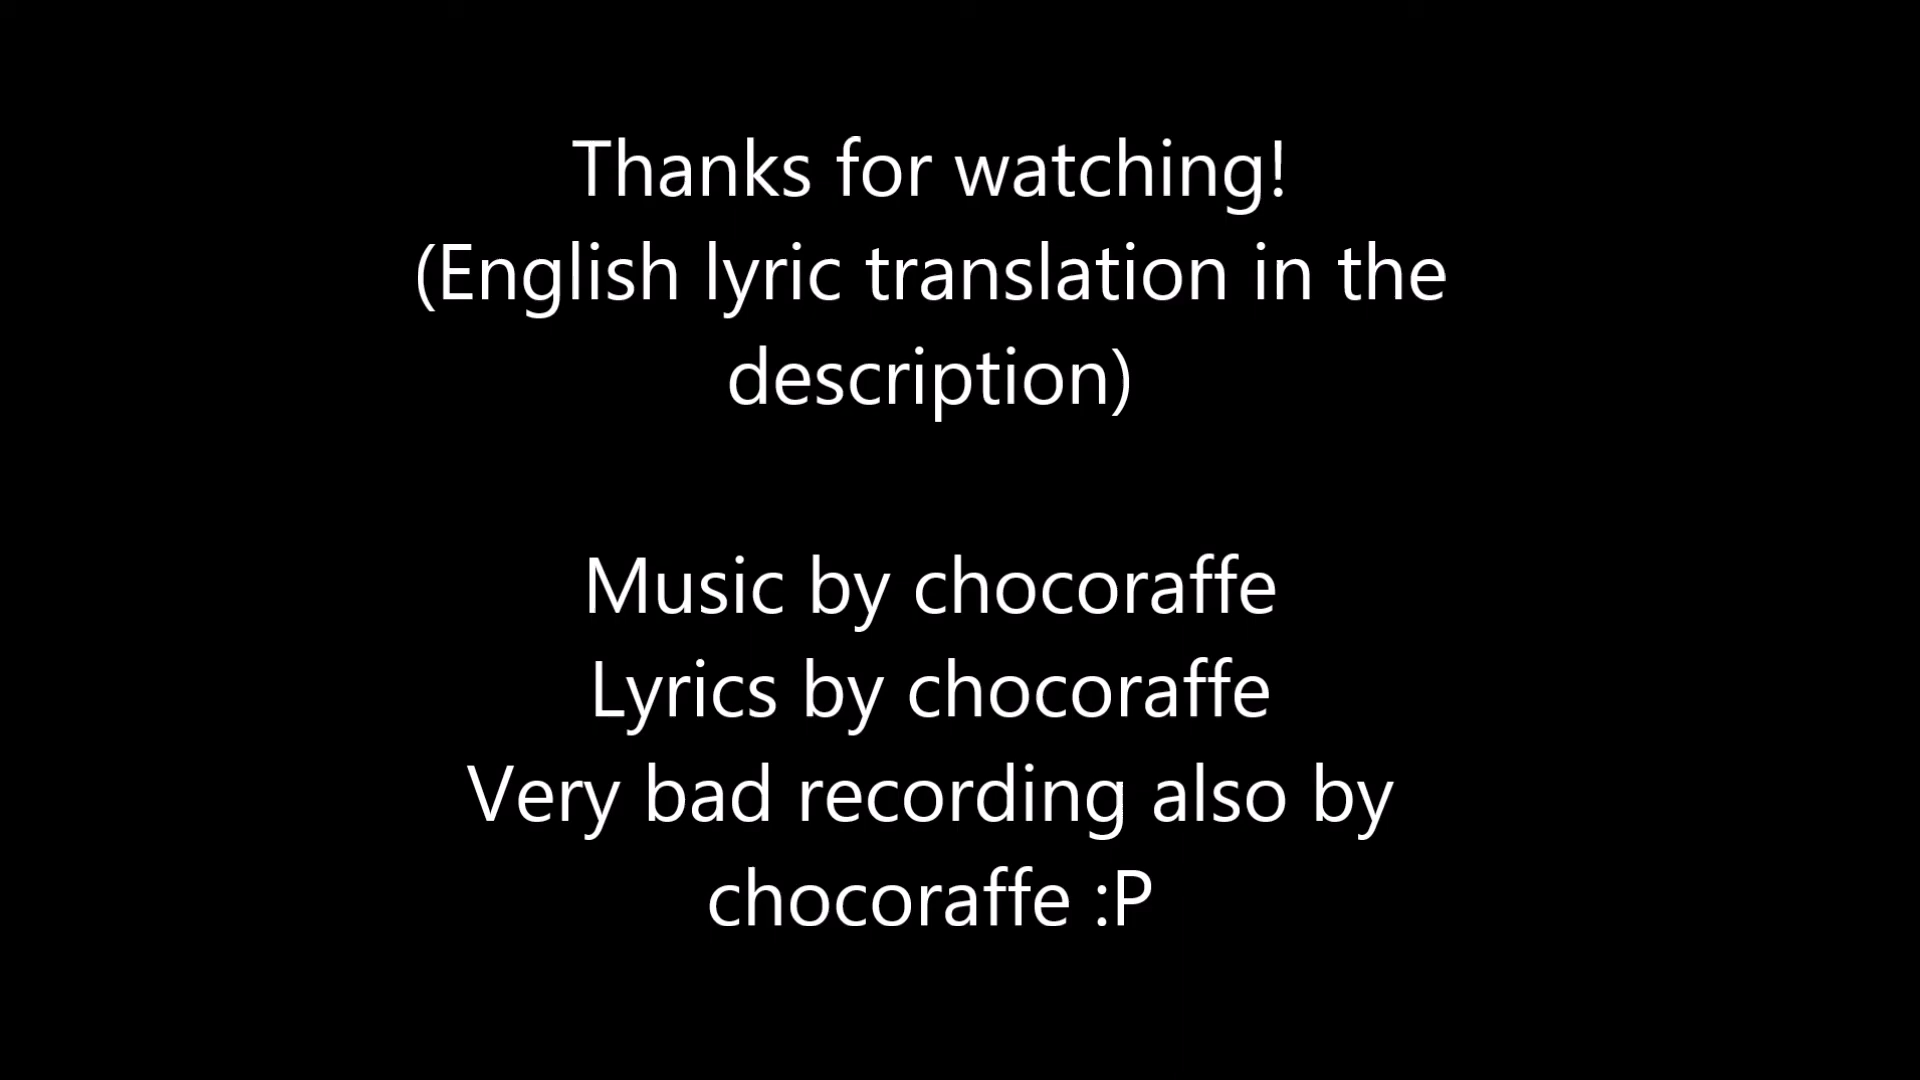 Thanks for watching!
(English lyric translation in the
description)
Music by chocoraffe
Lyrics by chocoraffe
Very bad recording also by
chocoraffe :P